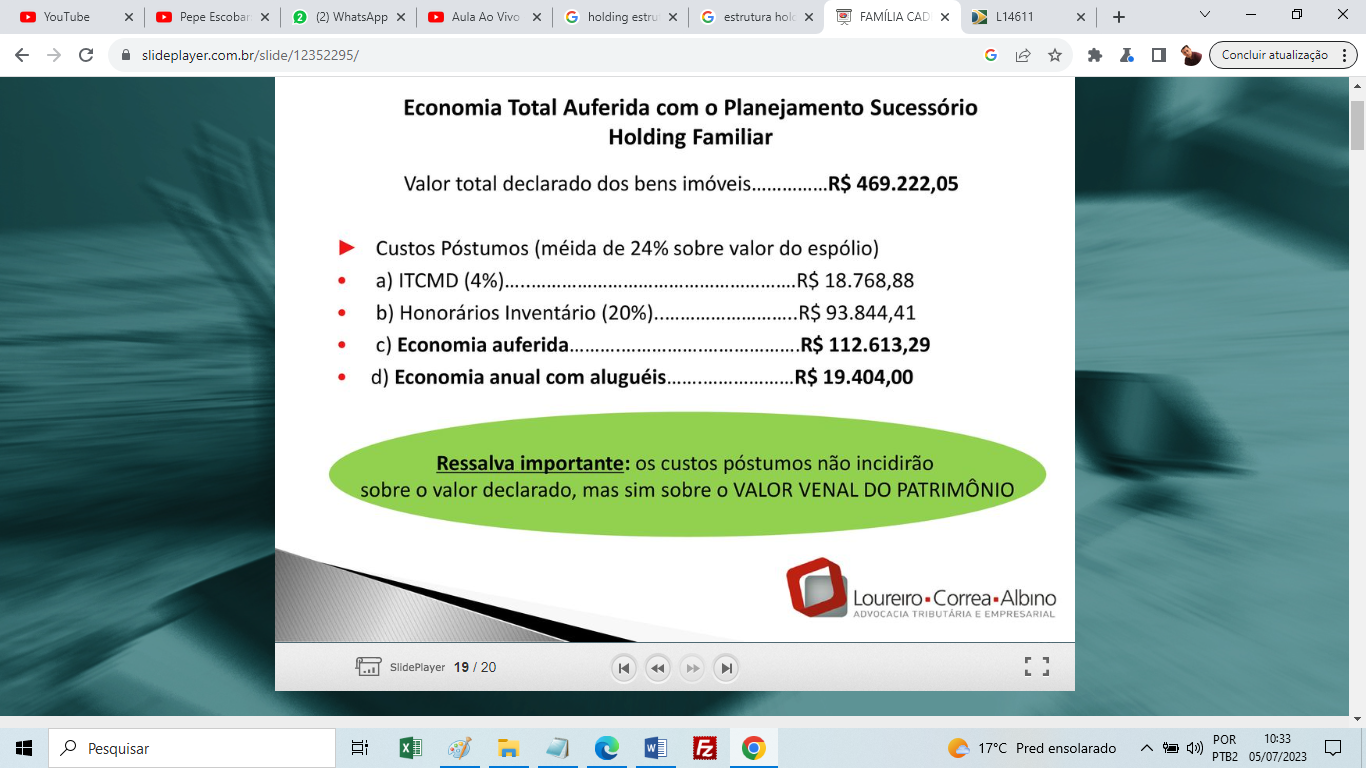 YouTube
Pepe Escobar
(2) WhatsApp
Aula Ao Vivo
holding estru
estrutura hold
FAMÍLIA CAD
L14611
slideplayer.com.br/slide/12352295/
Concluir atualização
Economia Total Auferida com o Planejamento Sucessório
Holding Familiar
Valor total declarado dos bens imóveis……………R$ 469.222,05
► Custos Póstumos (méida de 24% sobre valor do espólio)
• a) ITCMD (4%)…..………………………………………….R$ 18.768,88
• b) Honorários Inventário (20%)..……………………..R$ 93.844,41
• c) Economia auferida……….…………..…………….R$ 112.613,29
• d) Economia anual com aluguéis…….………………R$ 19.404,00
Ressalva importante: os custos póstumos não incidirão
sobre o valor declarado, mas sim sobre o VALOR VENAL DO PATRIMÔNIO
Loureiro▪Correa▪Albino
ADVOCACIA TRIBUTÁRIA E EMPRESARIAL
SlidePlayer 19 / 20
Pesquisar
17°C Pred ensolarado
POR
PTB2
10:33
05/07/2023